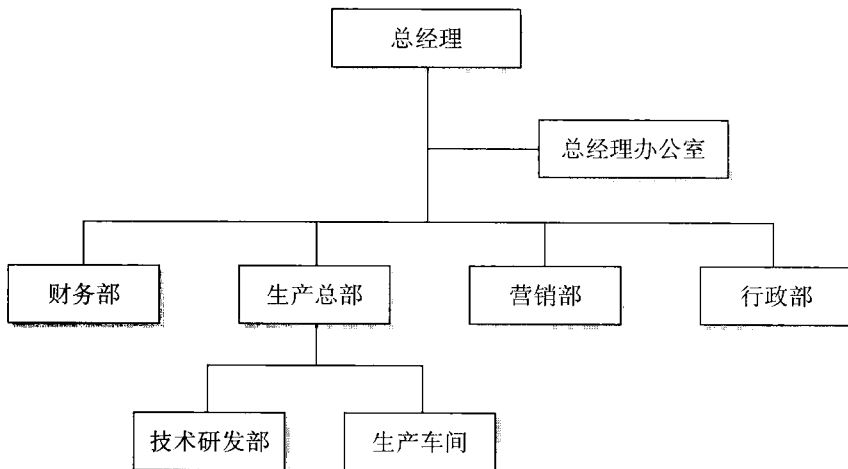 总经理
总经理办公室
财务部
生产总部
营销部
行政部
技术研发部
生产车间